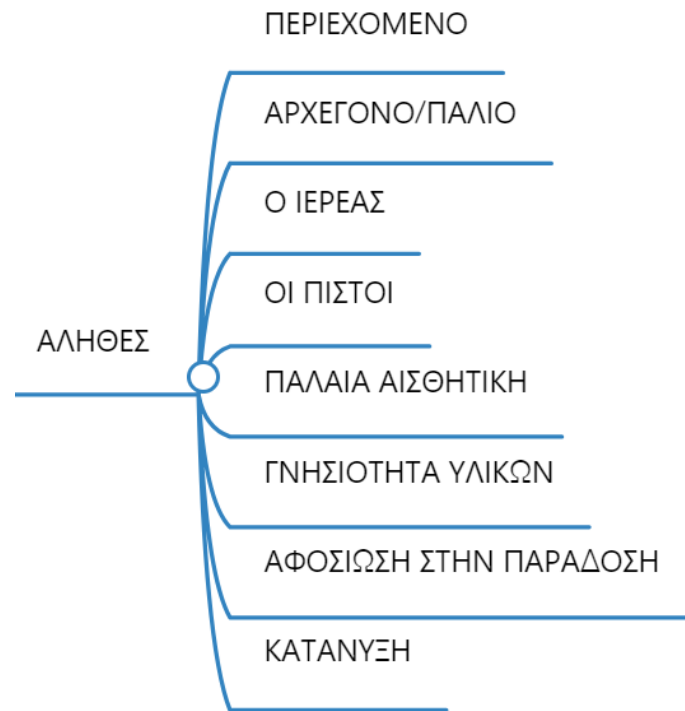 ΠΕΡΙΕΧΟΜΕΝΟ
ΑΡΧΕΓΟΝΟ/ΠΑΛΙΟ
Ο ΙΕΡΕΑΣ
ΟΙ ΠΙΣΤΟΙ
ΑΛΗΘΕΣ
ΠΑΛΑΙΑ ΑΙΣΘΗΤΙΚΗ
ΓΝΗΣΙΟΤΗΤΑ ΥΛΙΚΩΝ
ΑΦΟΣΙΩΣΗ ΣΤΗΝ ΠΑΡΑΔΟΣΗ
ΚΑΤΑΝΥΞΗ